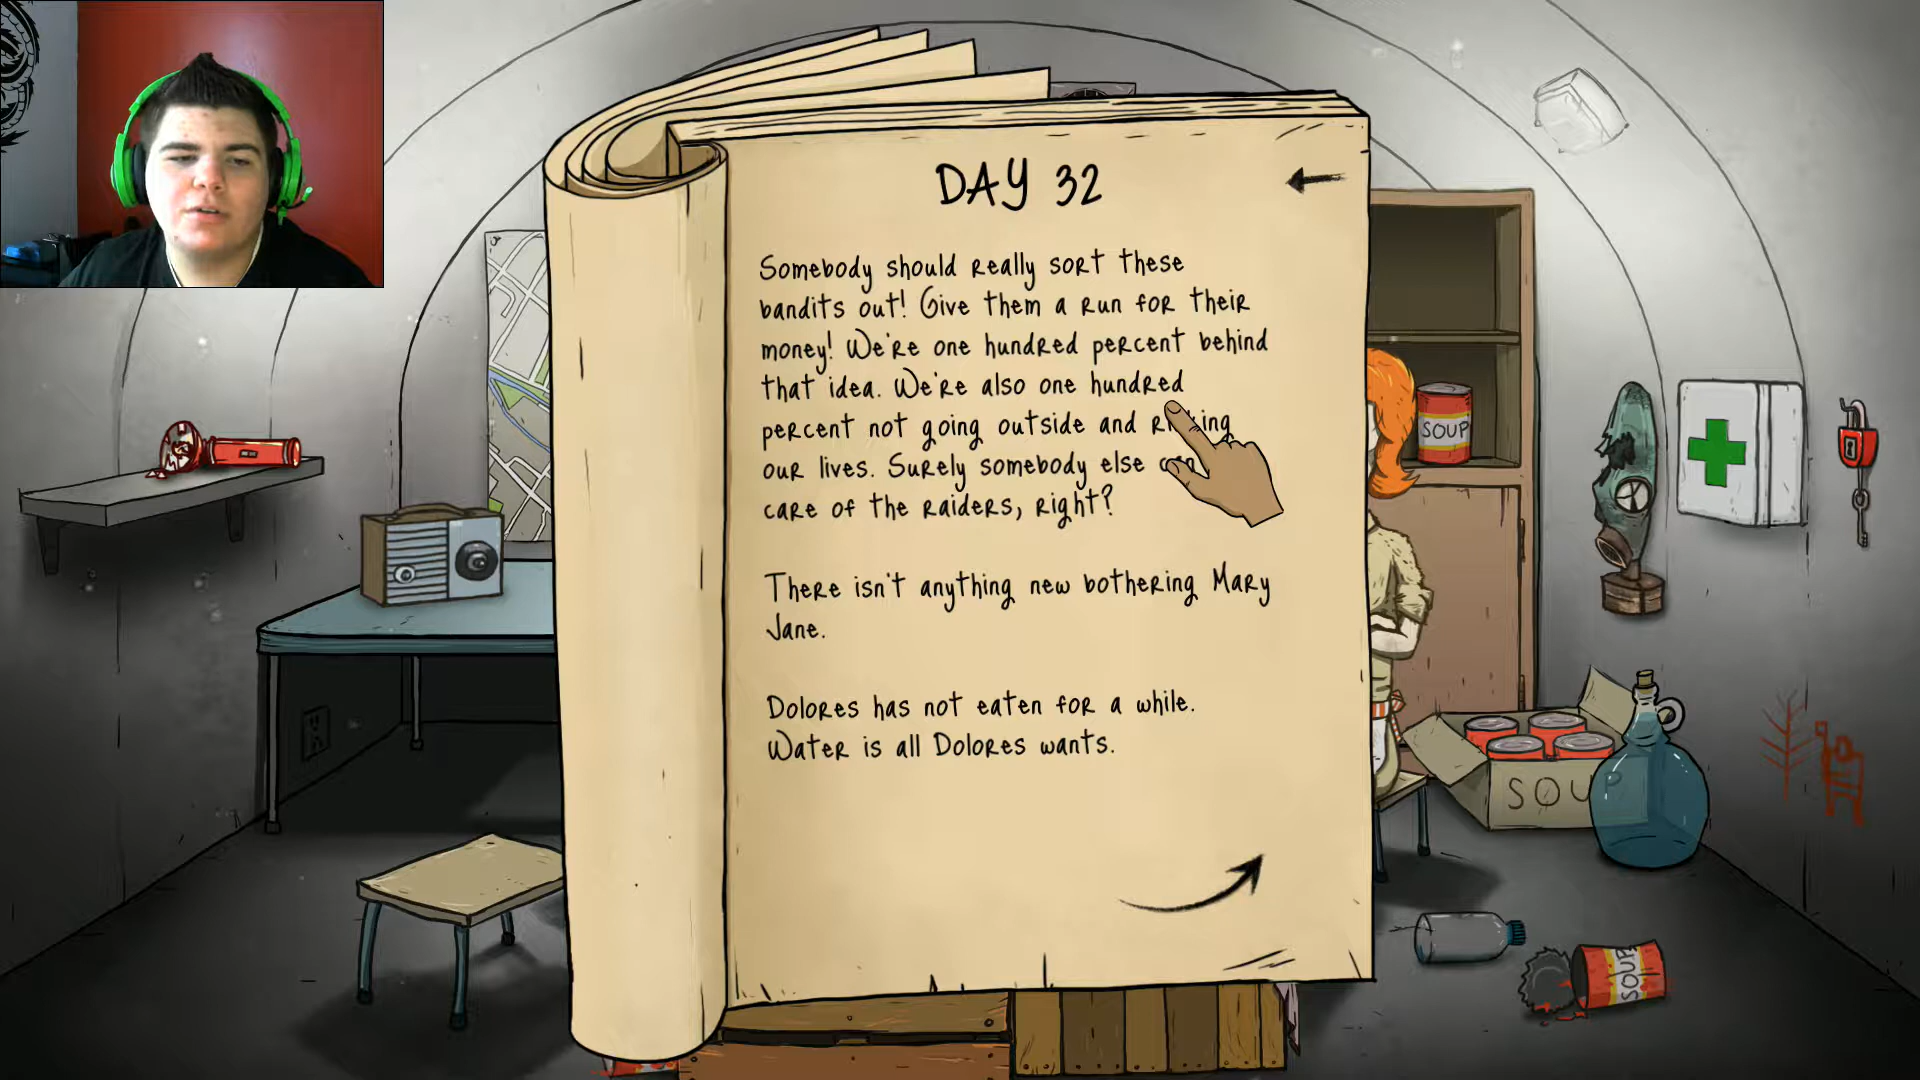 DAY 32
Somebody should really sort these
bandits out! Give them a run for their
money! We're one hundred percent behind
that idea. We're also one hundred
percent not going outside and
our lives. Surely somebody else
care of the raiders, right?
There isn't anything new bothering Mary
Jane.
Dolores has not eaten for a while.
Water is all Dolores wants.
SOUP
SOUP